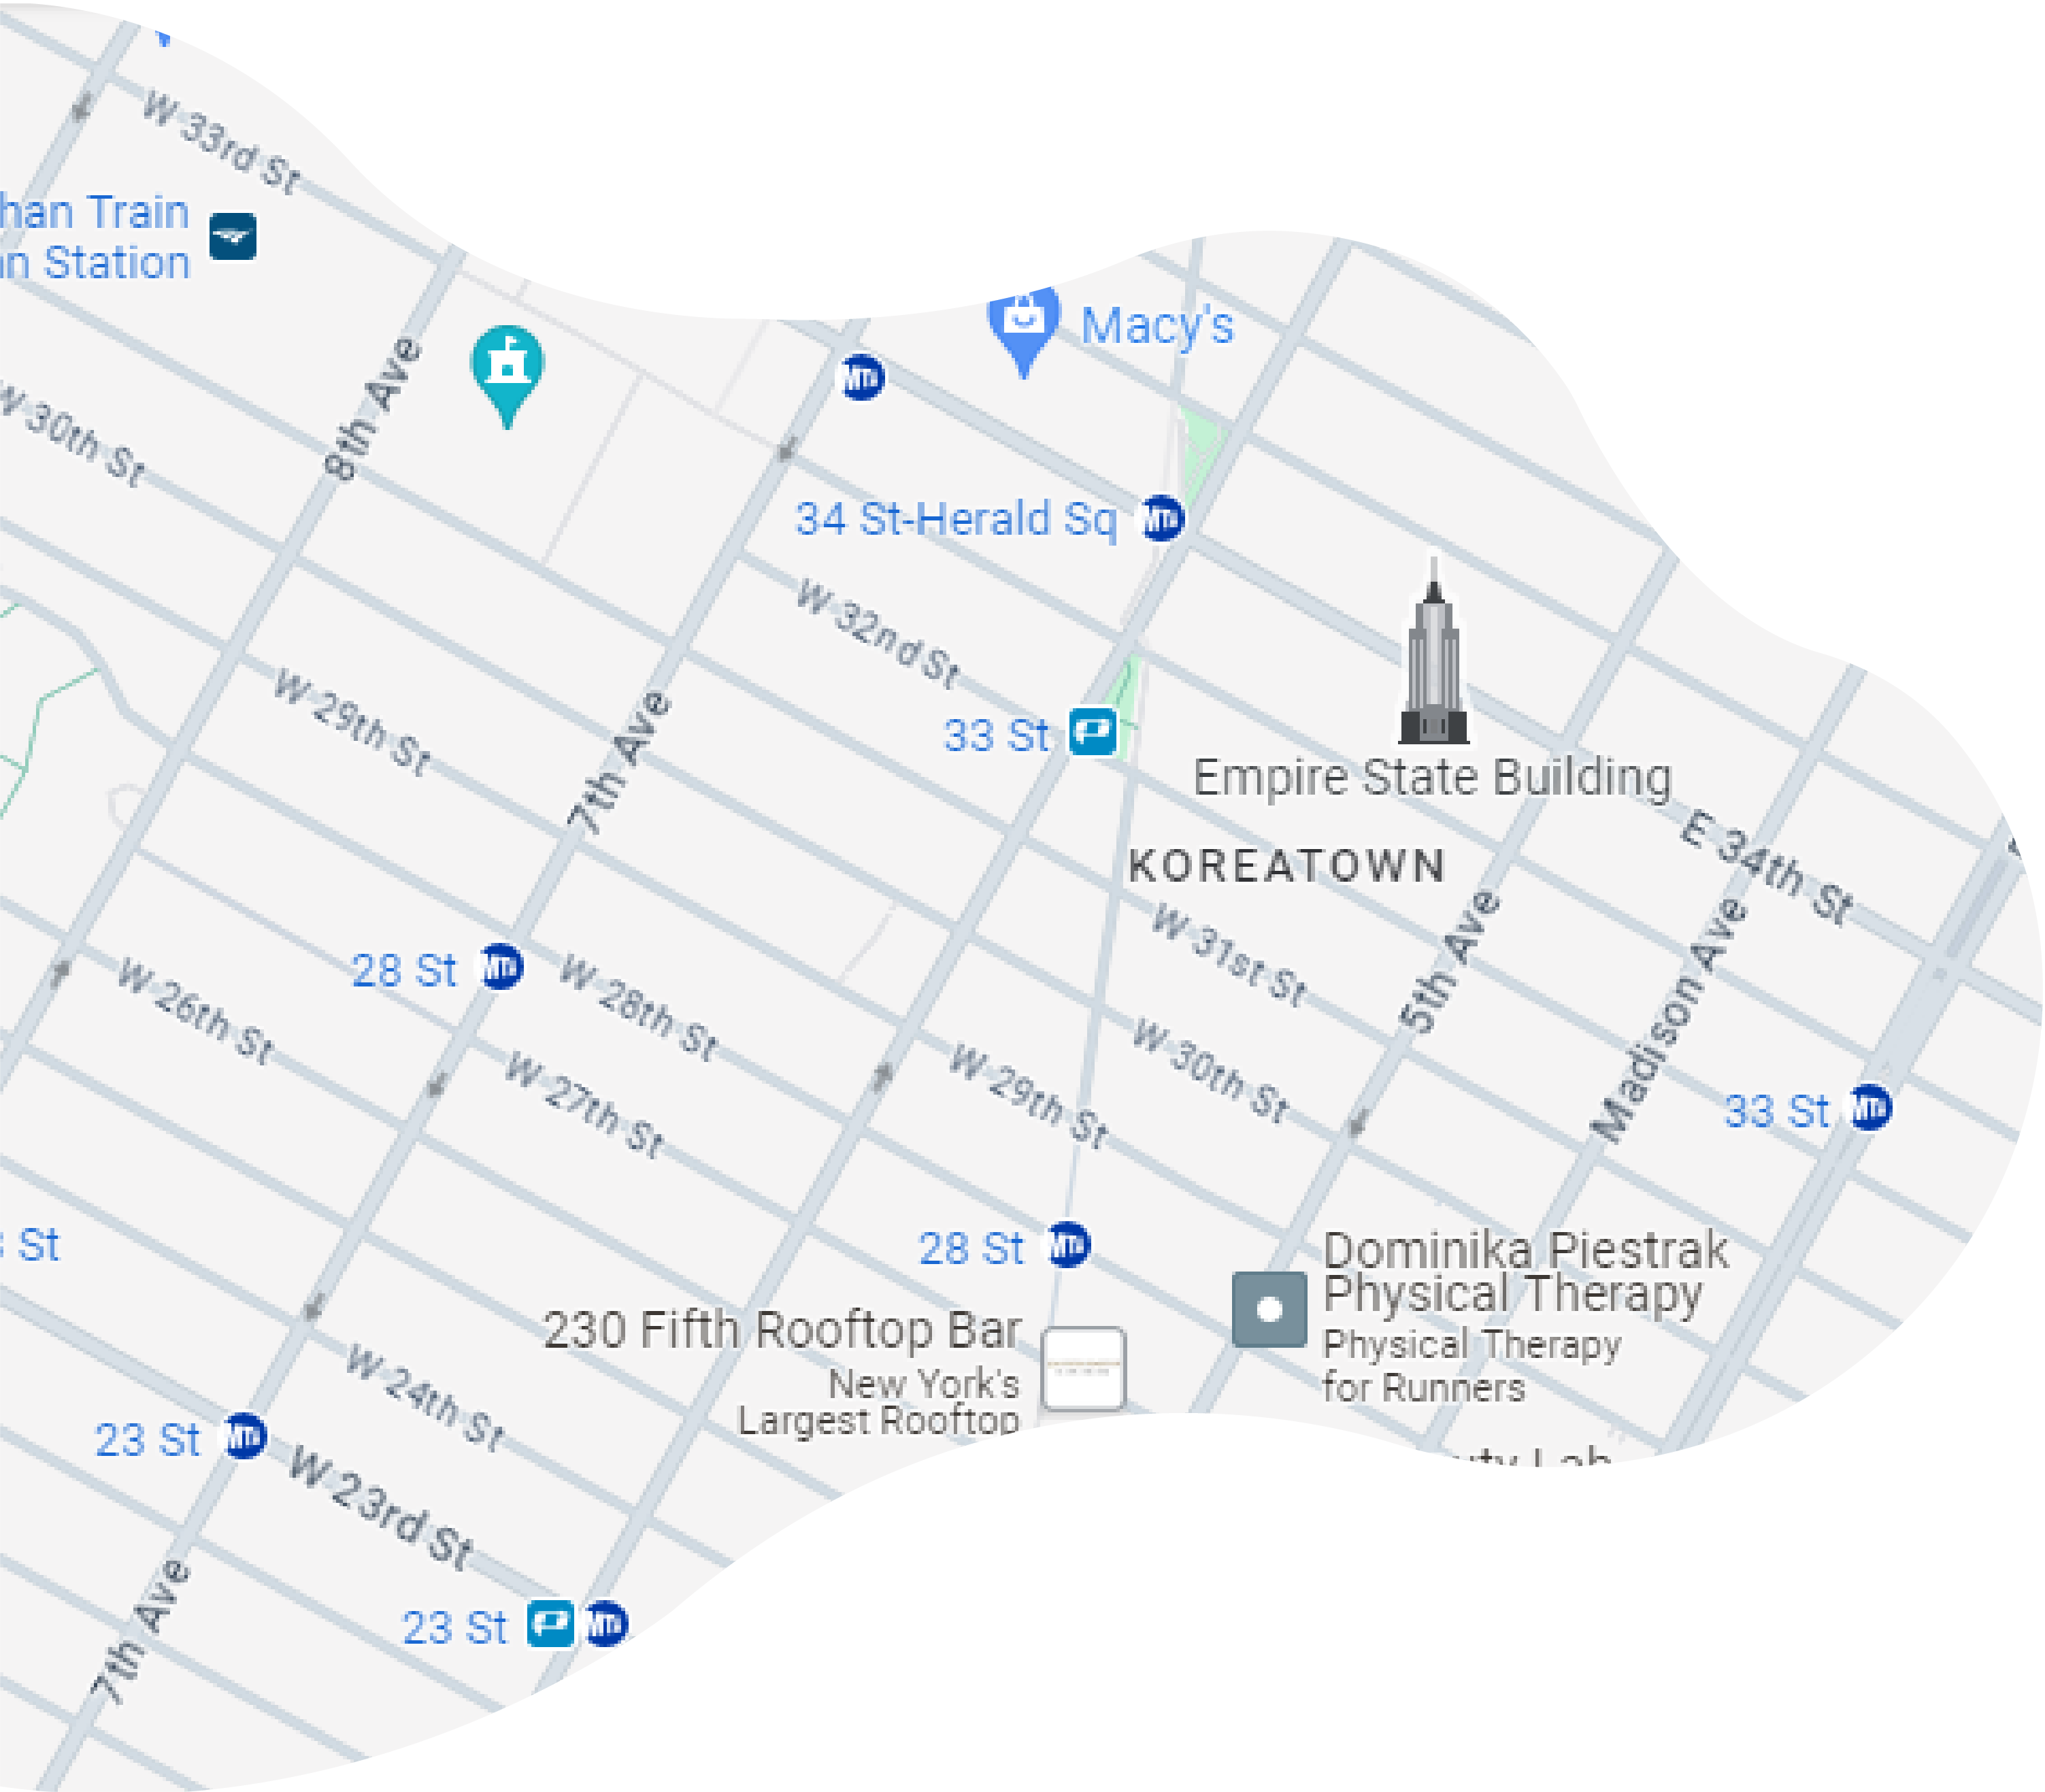 W 33rd St
han Train
n Station
Macy's
8th Ave
W 30th St
34 St-Herald Sq
W 32nd St
W 29th St
7th Ave
33 St
Empire State Building
E 34th St
KOREATOWN
W 31st St
5th Ave
Madison Ave
28 St
W 28th St
W 26th St
W 27th St
W 29th St
W 30th St
33 St
St
28 St
Dominika Piestrak
Physical Therapy
Physical Therapy
for Runners
230 Fifth Rooftop Bar
New York's
Largest Rooftop
W 24th St
23 St
W 23rd St
7th Ave
23 St